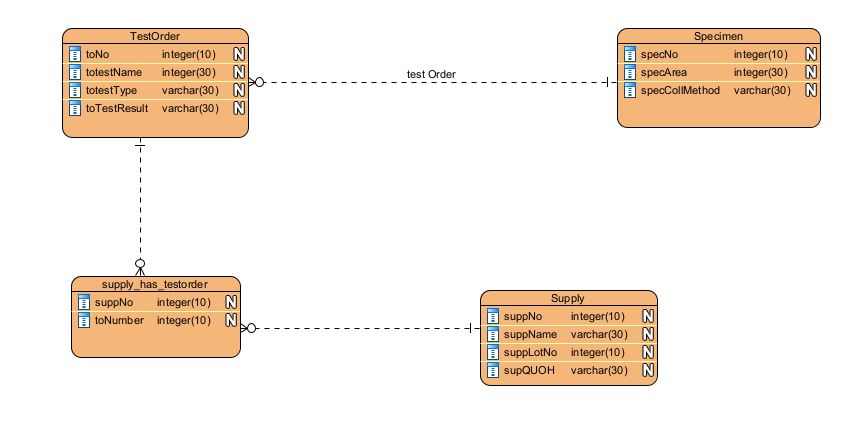 TestOrder
toNo integer(10) N
totestName integer(30) N
totestType varchar(30) N
toTestResult varchar(30) N
test Order
Specimen
specNo integer(10) N
specArea integer(30) N
specCollMethod varchar(30) N
supply_has_testorder
suppNo integer(10) N
toNumber integer(10) N
Supply
suppNo integer(10) N
suppName varchar(30) N
suppLotNo integer(10) N
supQUOH varchar(30) N